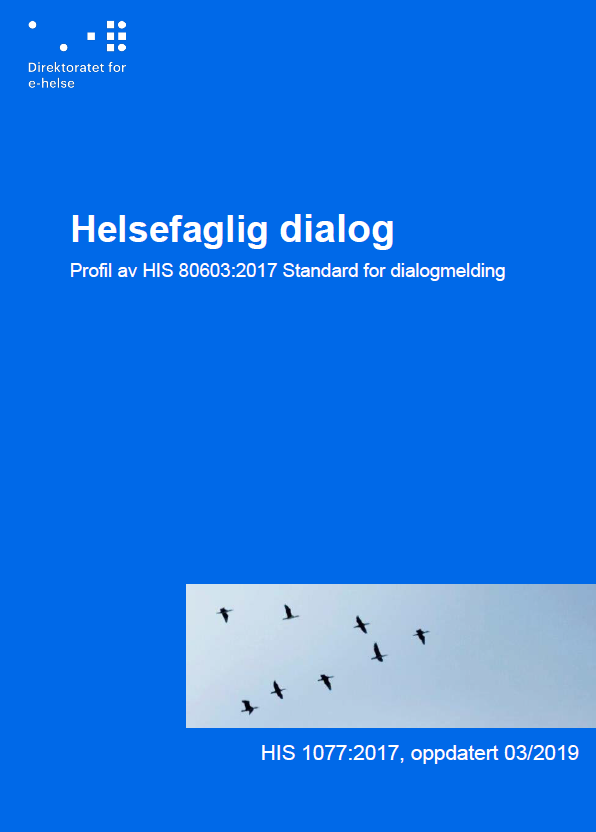 Direktoratet for
e-helse
Helsefaglig dialog
Profil av HIS 80603:2017 Standard for dialogmelding
HIS 1077:2017, oppdatert 03/2019